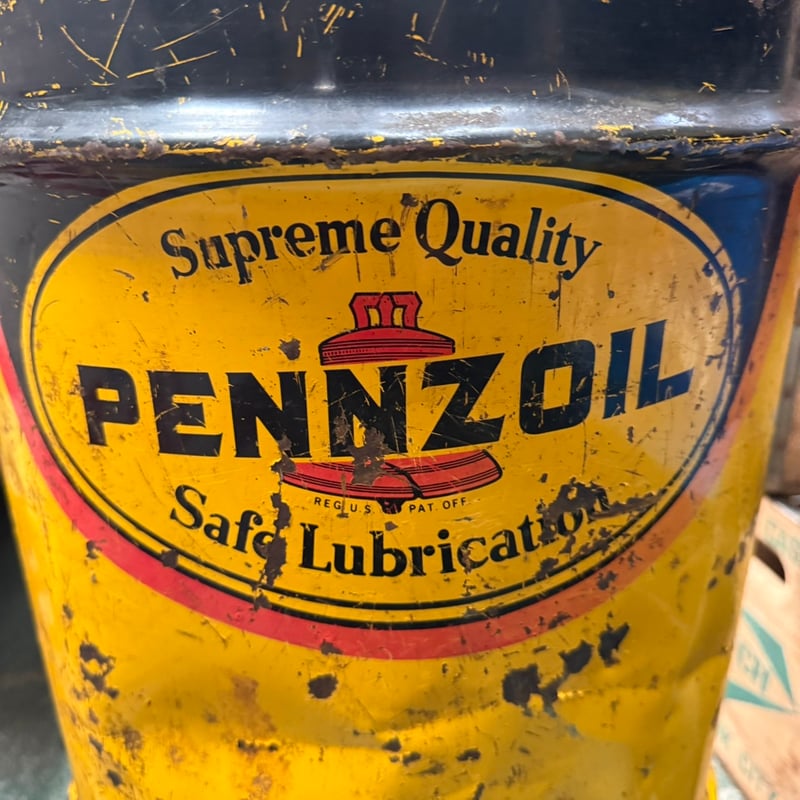 Supreme Quality
PENNZOIL
REG. U.S. PAT. OFF.
Safe Lubrication